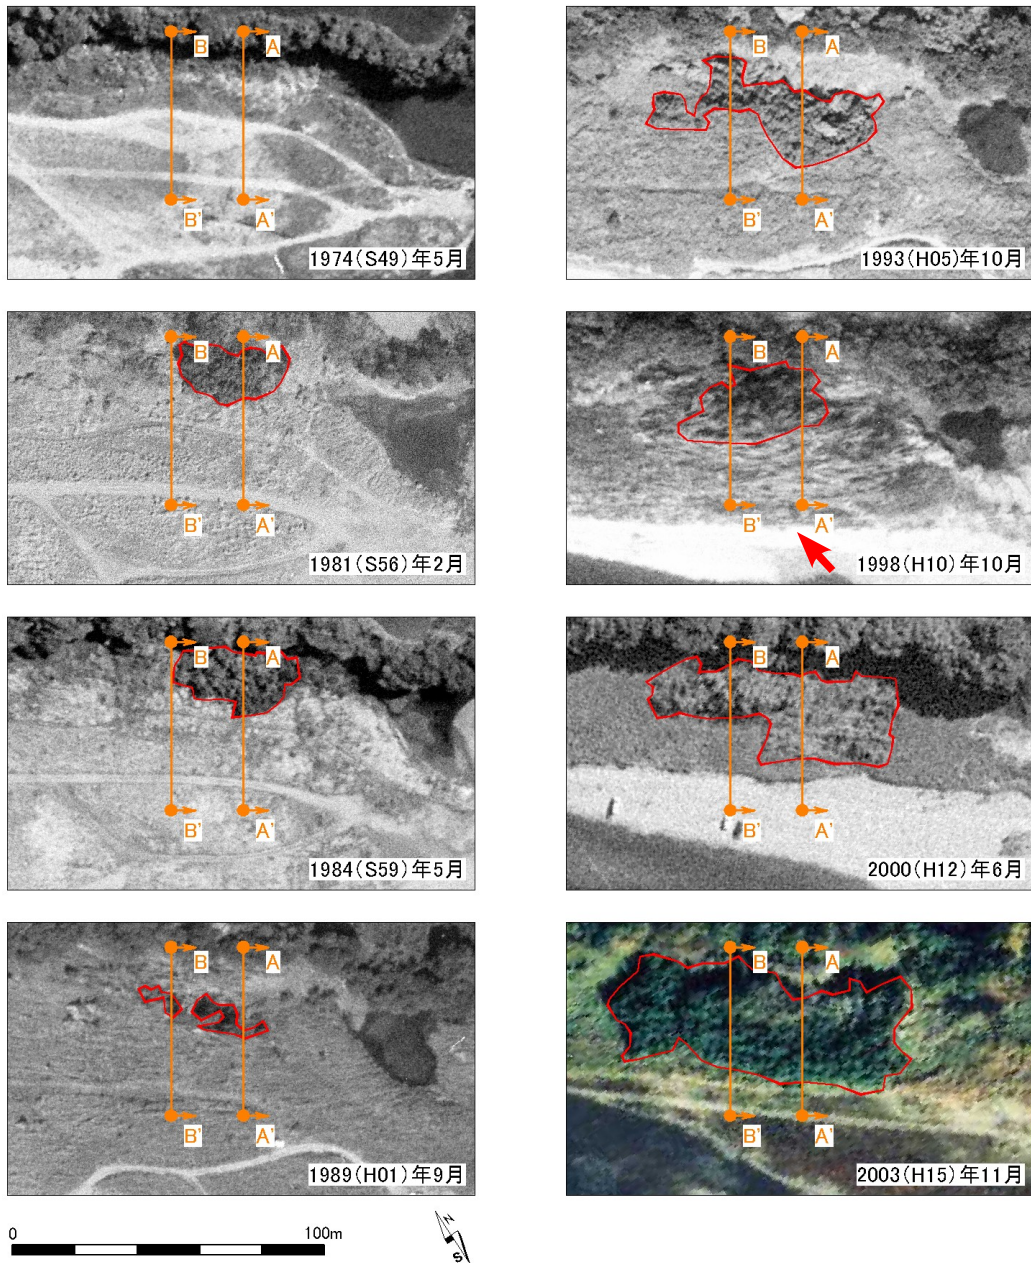 B
A
B'
A'
1974(S49)年5月
B
A
B'
A'
1981(S56)年2月
B
A
B'
A'
1984(S59)年5月
B
A
B'
A'
1989(H01)年9月
B
A
B'
A'
1993(H05)年10月
B
A
B'
A'
1998(H10)年10月
B
A
B'
A'
2000(H12)年6月
B
A
B'
A'
2003(H15)年11月
0
100m
N
S